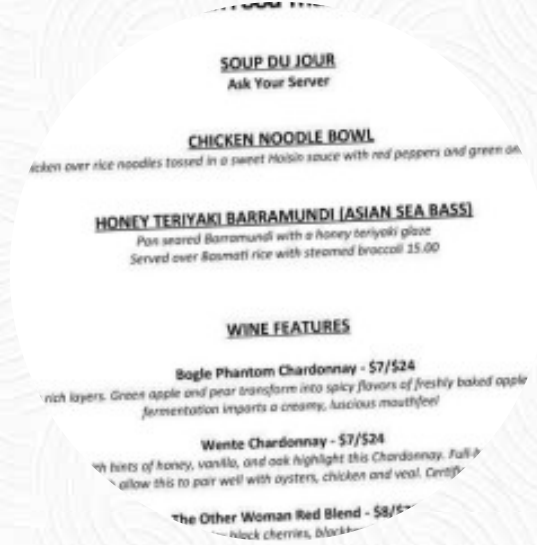 SOUP DU JOUR
Ask Your Server
CHICKEN NOODLE BOWL
icken over rice noodles tossed in a sweet Hoisin sauce with red peppers and green on
HONEY TERIYAKI BARRAMUNDI (ASIAN SEA BASS)
Pan seared Barramundi with a honey teriyaki glaze
Served over Basmati rice with steamed broccoli 15.00
WINE FEATURES
Bogle Phantom Chardonnay - $7/$24
rich layers. Green apple and pear transform into spicy flavors of freshly baked apple
fermentation imparts a creamy, luscious mouthfeel
Wente Chardonnay - $7/$24
hints of honey, vanilla, and oak highlight this Chardonnay.
allow this to pair well with oysters, chicken and veal.
The Other Woman Red Blend - $8/
black cherries,